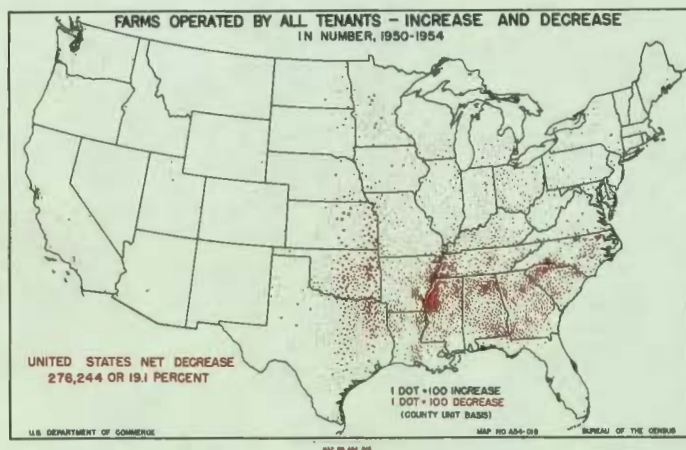 FARMS OPERATED BY ALL TENANTS – INCREASE AND DECREASE
IN NUMBER, 1950-1954
UNITED STATES NET DECREASE
276,244 OR 19.1 PERCENT
1 DOT = 100 INCREASE
1 DOT = 100 DECREASE
(COUNTY UNIT BASIS)
U.S. DEPARTMENT OF COMMERCE
MAP NO A54-019
BUREAU OF THE CENSUS